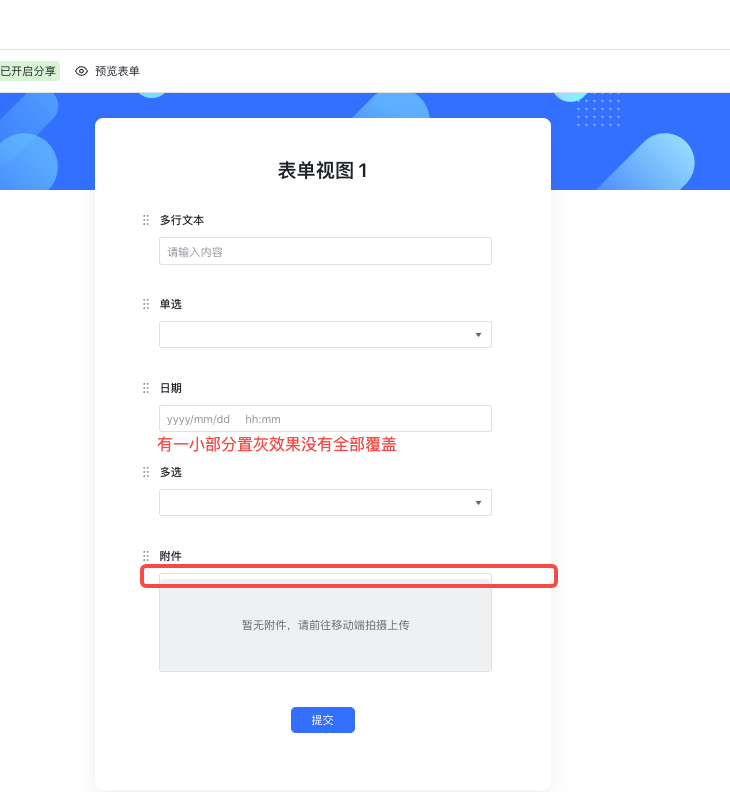 已开启分享 预览表单
表单视图 1
多行文本
请输入内容
单选
日期
yyyy/mm/dd hh:mm
有一小部分置灰效果没有全部覆盖
多选
附件
暂无附件，请前往移动端拍摄上传
提交